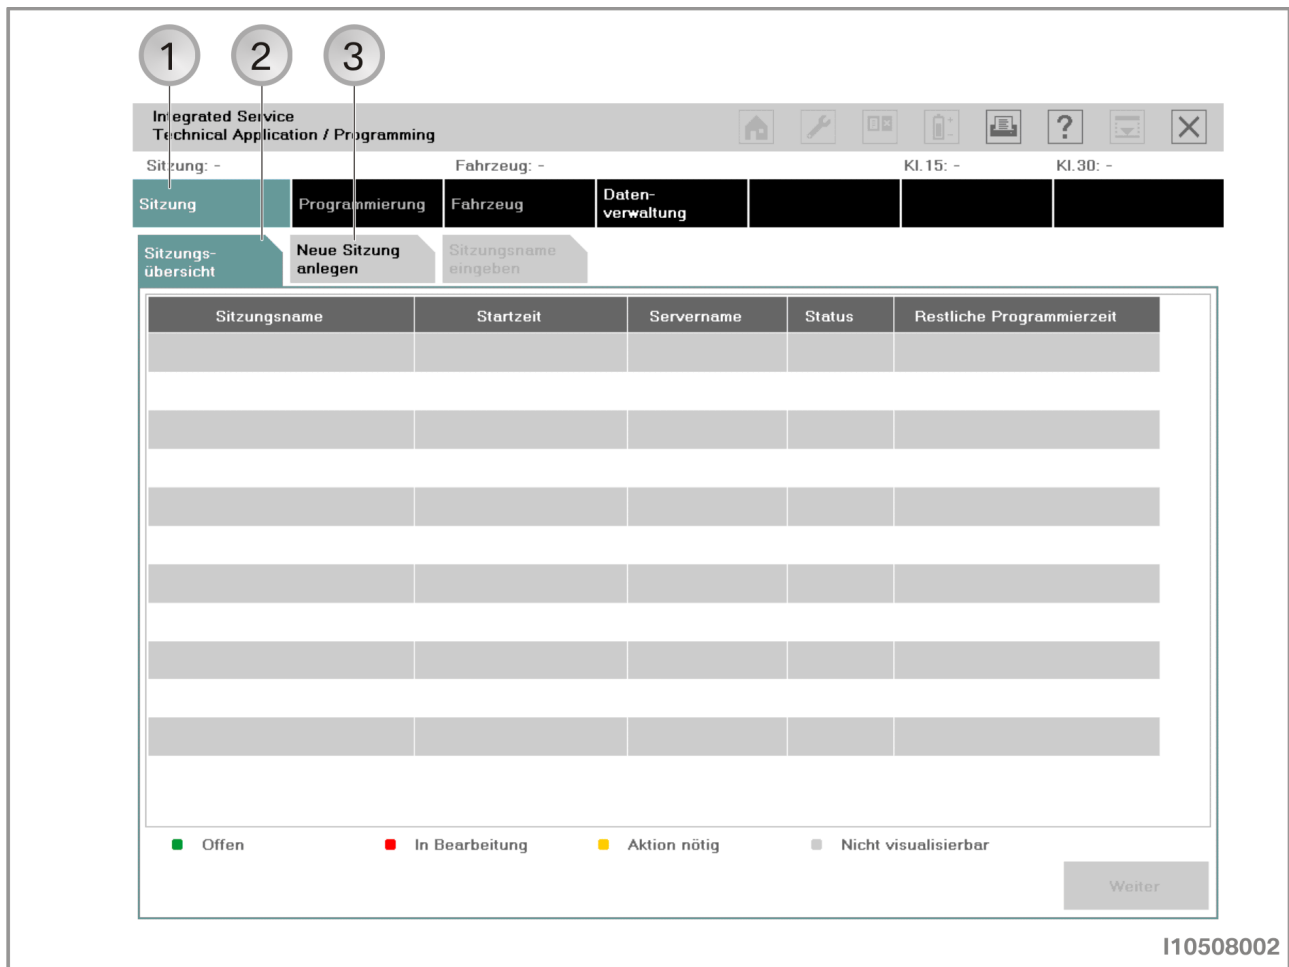 1 2 3
Integrated Service
Technical Application / Programming
?
Sitzung: - Fahrzeug: - Kl.15: - Kl.30: -
Sitzung Programmierung Fahrzeug Daten-
verwaltung
Sitzungs-
übersicht
Neue Sitzung
anlegen
Sitzungsname
eingeben
Sitzungsname Startzeit Servername Status Restliche Programmierzeit
Offen In Bearbeitung Aktion nötig Nicht visualisierbar
Weiter
I10508002